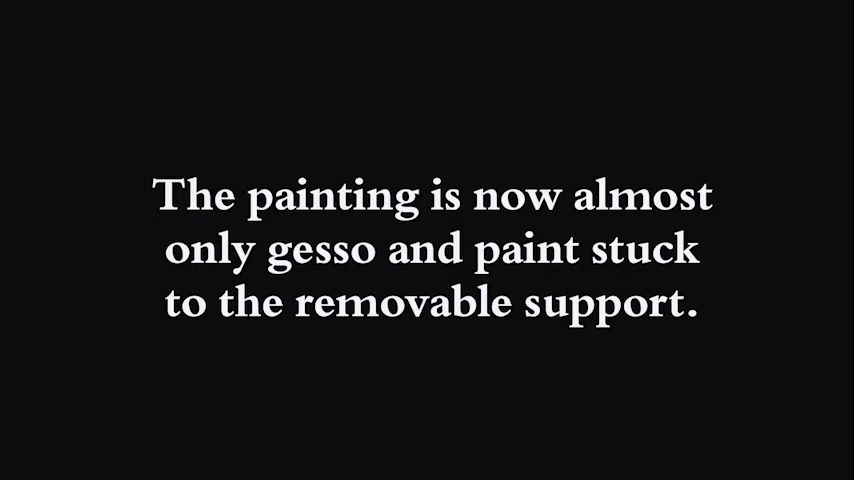 The painting is now almost
only gesso and paint stuck
to the removable support.